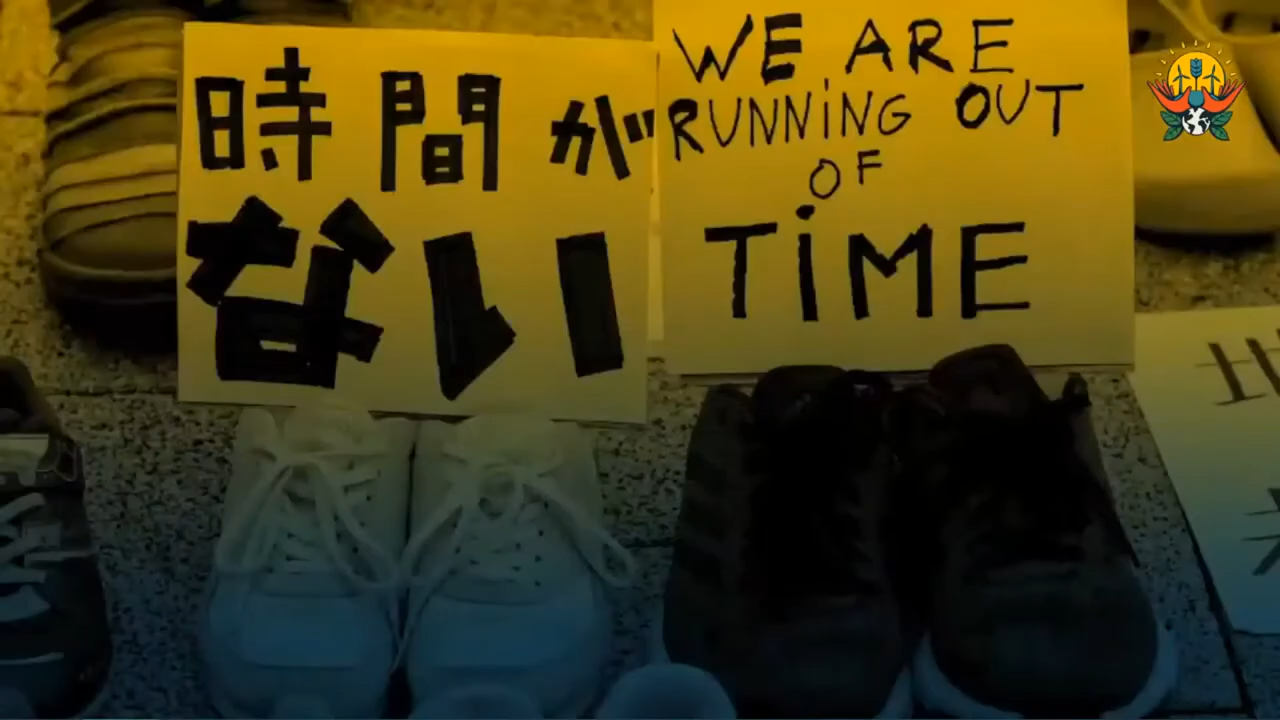 時間が
ない
WE ARE
RUNNING OUT
OF
TIME